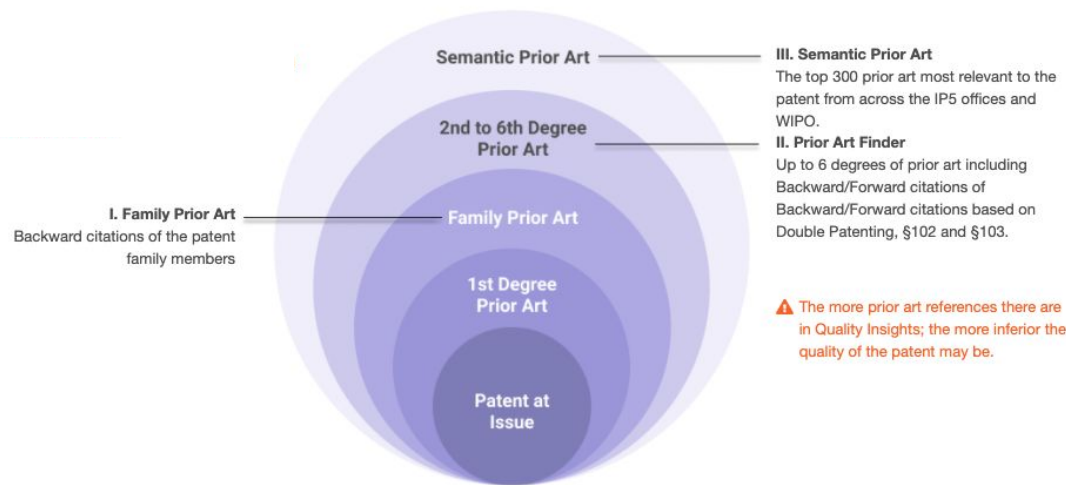 Semantic Prior Art
2nd to 6th Degree
Prior Art
Family Prior Art
1st Degree
Prior Art
Patent at
Issue
I. Family Prior Art
Backward citations of the patent
family members
III. Semantic Prior Art
The top 300 prior art most relevant to the
patent from across the IP5 offices and
WIPO.
II. Prior Art Finder
Up to 6 degrees of prior art including
Backward/Forward citations of
Backward/Forward citations based on
Double Patenting, §102 and §103.
The more prior art references there are
in Quality Insights; the more inferior the
quality of the patent may be.